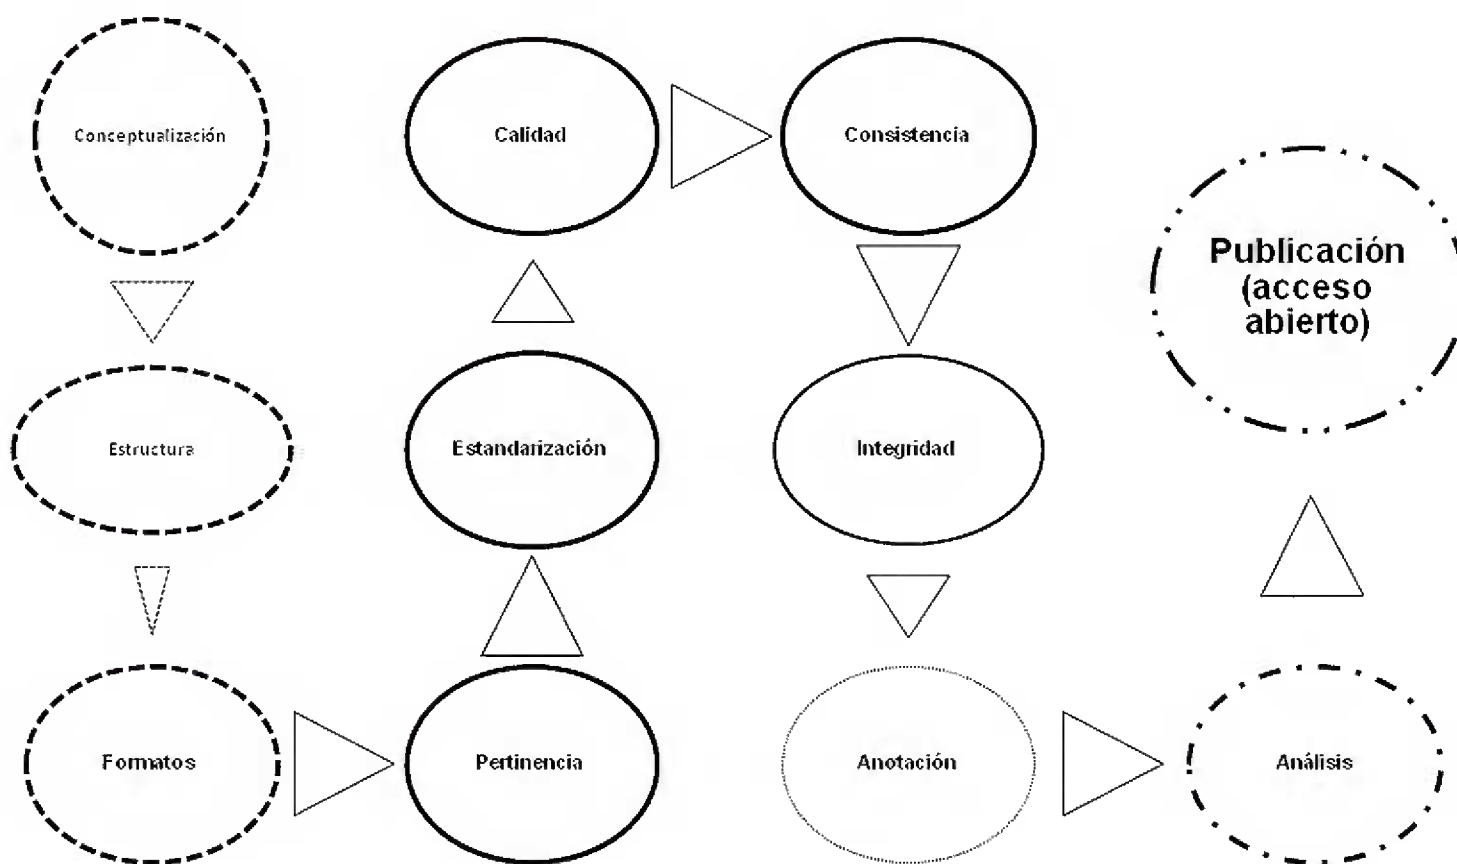 Conceptualización
Estructura
Formatos
Pertinencia
Estandarización
Calidad
Consistencia
Integridad
Anotación
Análisis
Publicación
(acceso
abierto)